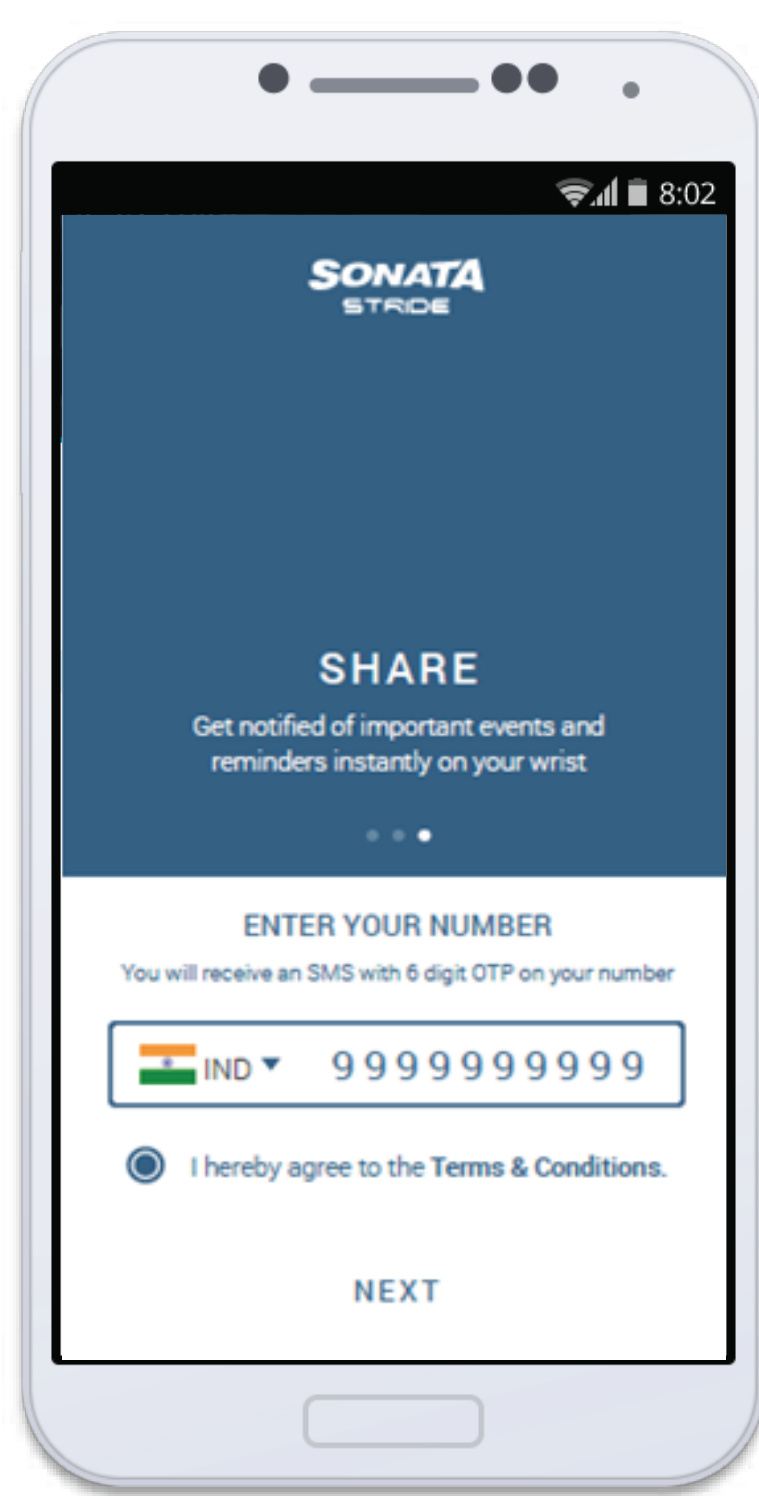 8:02
SONATA
STRIDE
SHARE
Get notified of important events and
reminders instantly on your wrist
ENTER YOUR NUMBER
You will receive an SMS with 6 digit OTP on your number
IND 9999999999
I hereby agree to the Terms & Conditions.
NEXT